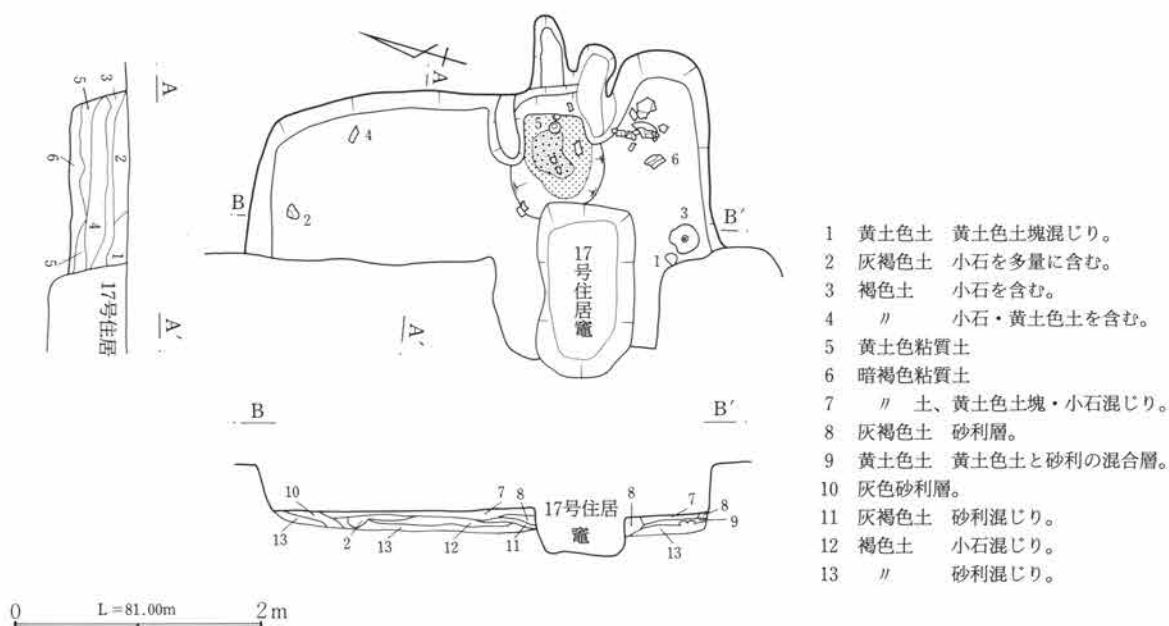 A
A
5
3
6
2
4
5
1
17号住居
A′
A′
B
B′
4
2
5
6
3
1
17号住居竈
B
B′
10
7
8
13
2
13
12
11
17号住居
竈
8
7
8
9
13
0
L=81.00m
2m
1 黄土色土 黄土色土塊混じり。
2 灰褐色土 小石を多量に含む。
3 褐色土 小石を含む。
4 〃 小石・黄土色土を含む。
5 黄土色粘質土
6 暗褐色粘質土
7 〃 土、黄土色土塊・小石混じり。
8 灰褐色土 砂利層。
9 黄土色土 黄土色土と砂利の混合層。
10 灰色砂利層。
11 灰褐色土 砂利混じり。
12 褐色土 小石混じり。
13 〃 砂利混じり。